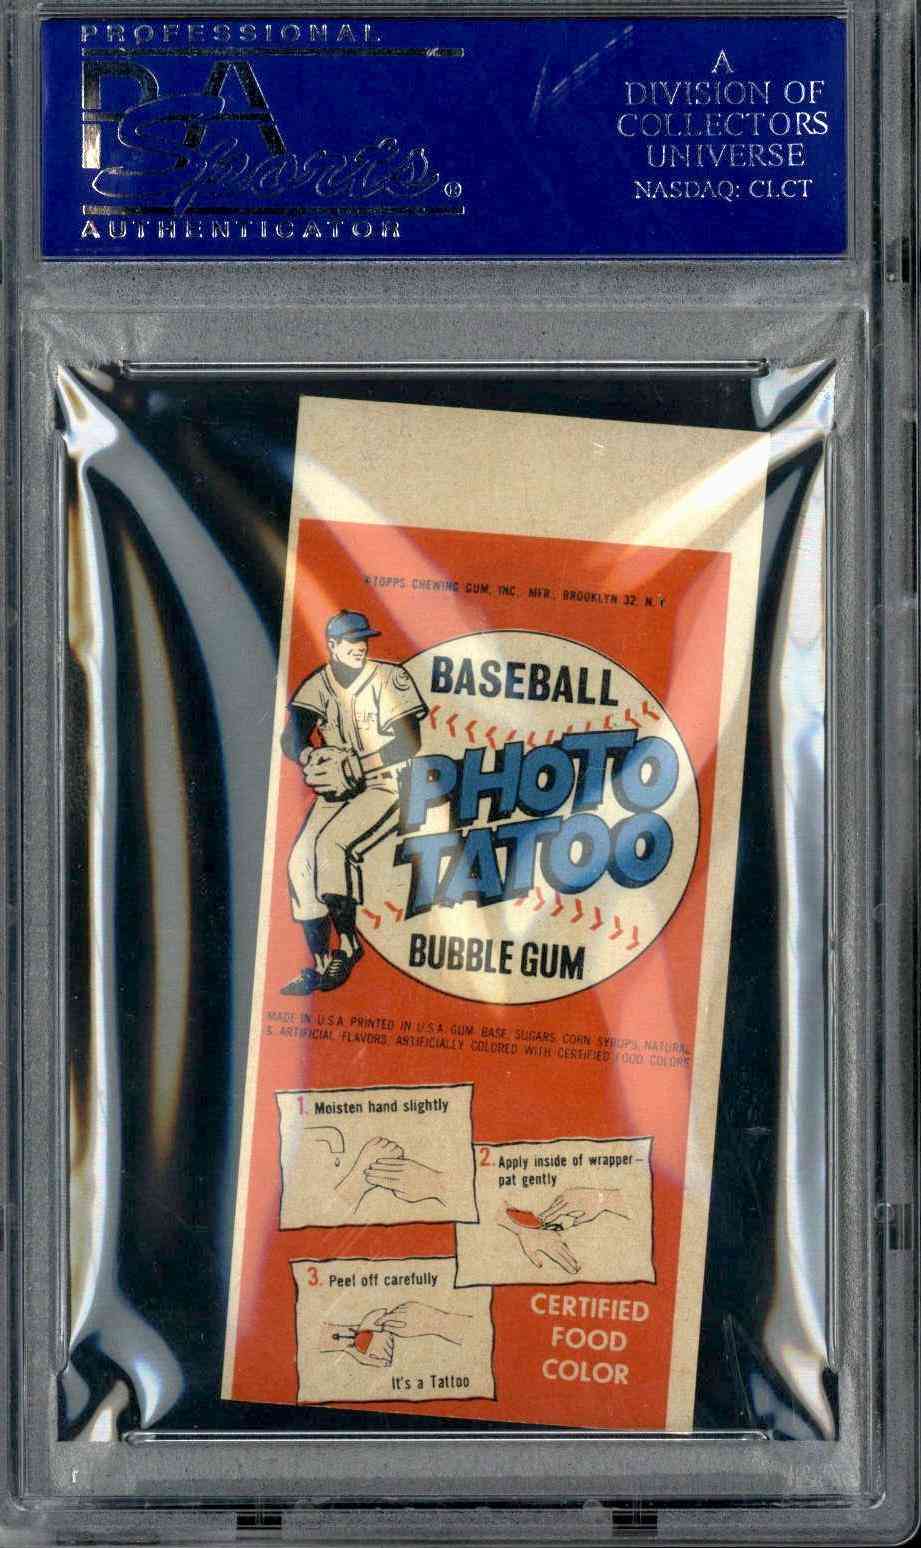 PROFESSIONAL
PSA
Sports®
AUTHENTICATOR
A
DIVISION OF
COLLECTORS
UNIVERSE
NASDAQ: CLCT
©TOPPS CHEWING GUM, INC. MFR., BROOKLYN 32, N.Y
BASEBALL
PHOTO
TATOO
BUBBLE GUM
MADE IN U.S.A. PRINTED IN U.S.A. GUM BASE, SUGARS, CORN SYRUPS, NATURAL
& ARTIFICIAL FLAVORS, ARTIFICIALLY COLORED WITH CERTIFIED FOOD COLORS
1. Moisten hand slightly
2. Apply inside of wrapper—
pat gently
3. Peel off carefully
It's a Tattoo
CERTIFIED
FOOD
COLOR